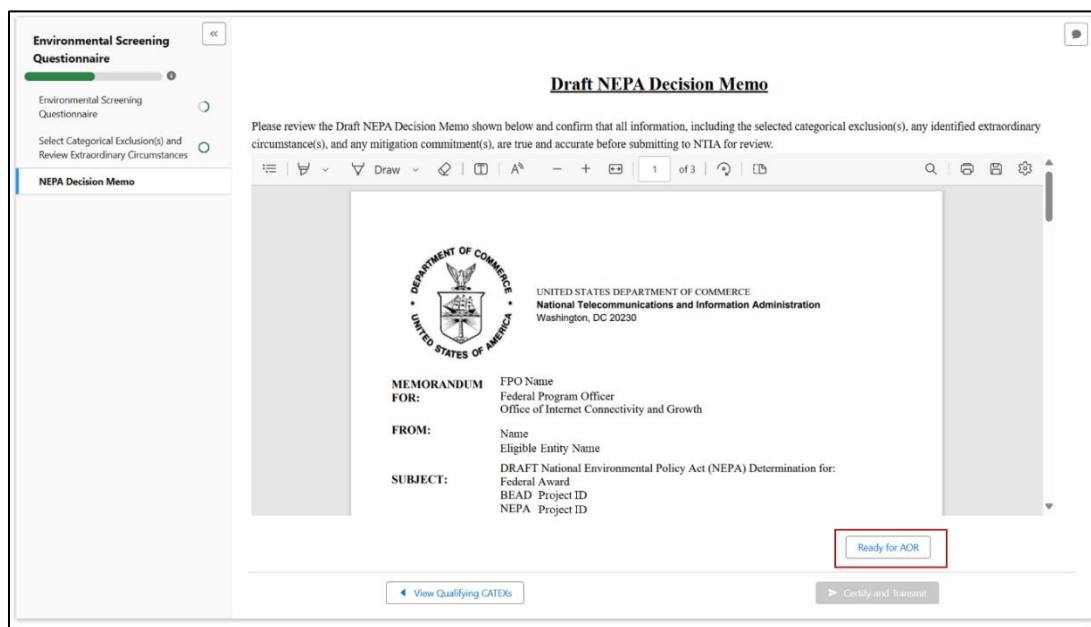 Environmental Screening
Questionnaire
Environmental Screening
Questionnaire
Select Categorical Exclusion(s) and
Review Extraordinary Circumstances
NEPA Decision Memo
Draft NEPA Decision Memo
Please review the Draft NEPA Decision Memo shown below and confirm that all information, including the selected categorical exclusion(s), any identified extraordinary
circumstance(s), and any mitigation commitment(s), are true and accurate before submitting to NTIA for review.
Draw
1 of 3
DEPARTMENT OF COMMERCE
UNITED STATES OF AMERICA
UNITED STATES DEPARTMENT OF COMMERCE
National Telecommunications and Information Administration
Washington, DC 20230
MEMORANDUM
FOR:
FPO Name
Federal Program Officer
Office of Internet Connectivity and Growth
FROM:
Name
Eligible Entity Name
SUBJECT:
DRAFT National Environmental Policy Act (NEPA) Determination for:
Federal Award
BEAD Project ID
NEPA Project ID
Ready for AOR
View Qualifying CATEXs
Certify and Transmit